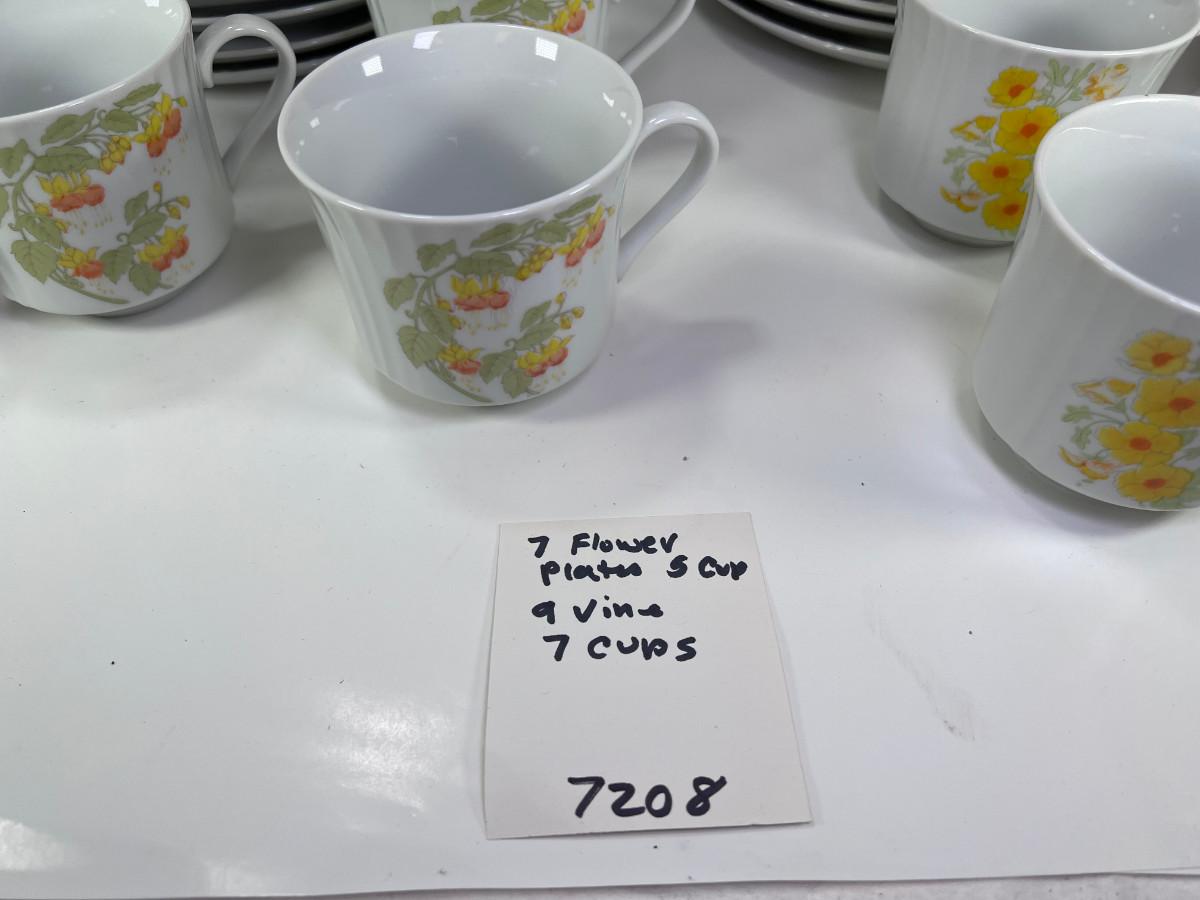 7 Flower
Plates 5 Cup
9 Vine
7 Cups
7208